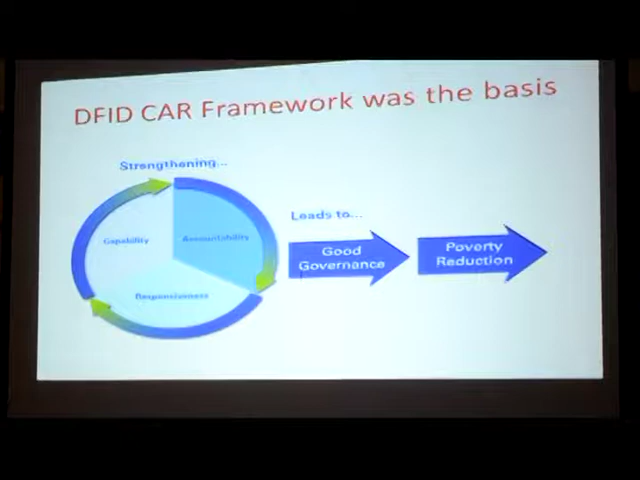 DFID CAR Framework was the basis
Strengthening...
Capability
Accountability
Responsiveness
Leads to...
Good
Governance
Poverty
Reduction